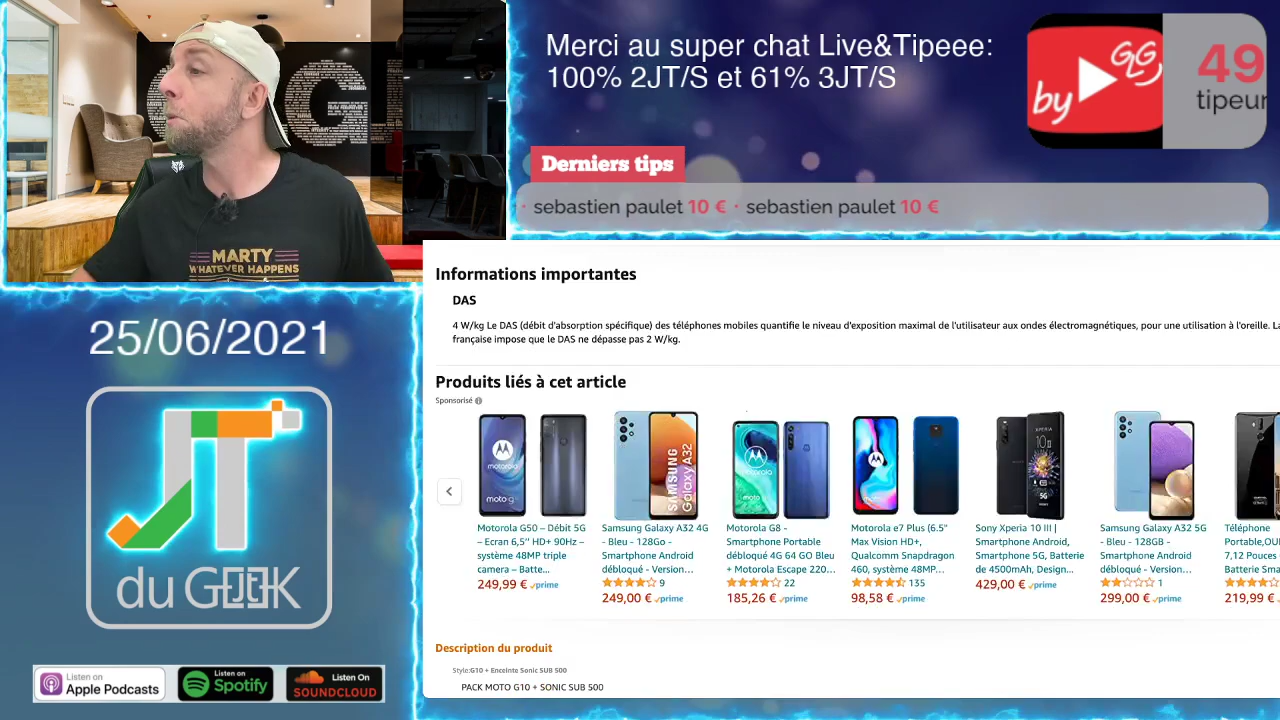 Merci au super chat Live&Tipeee:
100% 2JT/S et 61% 3JT/S
by GG
49
tipeur
Derniers tips
· sebastien paulet 10 € · sebastien paulet 10 €
MARTY
WHATEVER HAPPENS
25/06/2021
JT
du GEEK
Listen on
Apple Podcasts
Listen on
Spotify
Listen On
SOUNDCLOUD
Informations importantes
DAS
4 W/kg Le DAS (débit d'absorption spécifique) des téléphones mobiles quantifie le niveau d'exposition maximal de l'utilisateur aux ondes électromagnétiques, pour une utilisation à l'oreille. La
française impose que le DAS ne dépasse pas 2 W/kg.
Produits liés à cet article
Sponsorisé
Motorola G50 – Débit 5G
– Ecran 6,5'' HD+ 90Hz –
système 48MP triple
camera – Batte...
249,99 € prime
Samsung Galaxy A32 4G
- Bleu - 128Go -
Smartphone Android
débloqué - Version...
9
249,00 € prime
Motorola G8 -
Smartphone Portable
débloqué 4G 64 GO Bleu
+ Motorola Escape 220...
22
185,26 € prime
Motorola e7 Plus (6.5"
Max Vision HD+,
Qualcomm Snapdragon
460, système 48MP...
135
98,58 € prime
Sony Xperia 10 III |
Smartphone Android,
Smartphone 5G, Batterie
de 4500mAh, Design...
429,00 € prime
Samsung Galaxy A32 5G
- Bleu - 128GB -
Smartphone Android
débloqué - Version...
1
299,00 € prime
Téléphone
Portable,OU
7,12 Pouces
Batterie Sma
219,99 €
Description du produit
Style:G10 + Enceinte Sonic SUB 500
PACK MOTO G10 + SONIC SUB 500